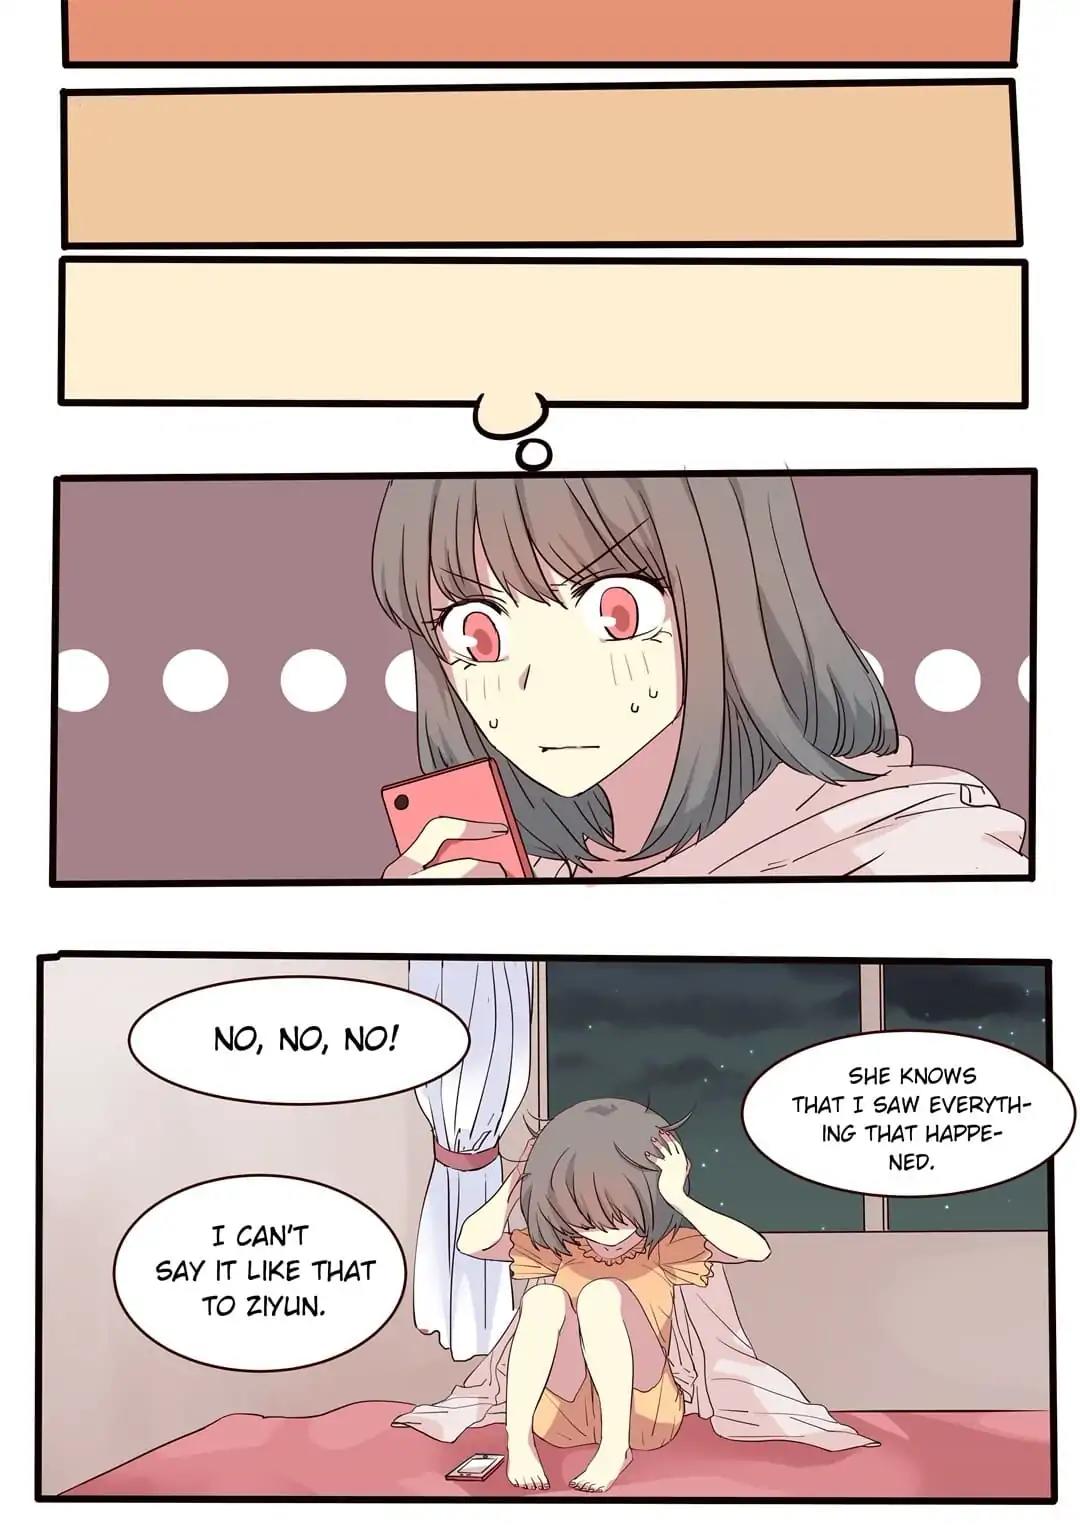 NO, NO, NO!
SHE KNOWS
THAT I SAW EVERYTH-
ING THAT HAPPE-
NED.
I CAN'T
SAY IT LIKE THAT
TO ZIYUN.